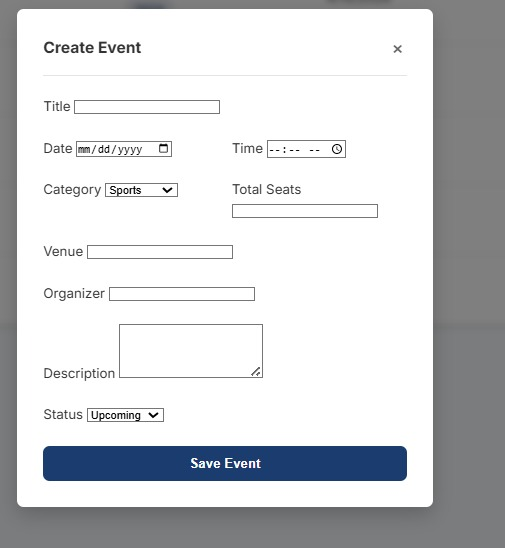 Create Event ×
Title
Date mm/dd/yyyy Time --:-- --
Category Sports Total Seats
Venue
Organizer
Description
Status Upcoming
Save Event